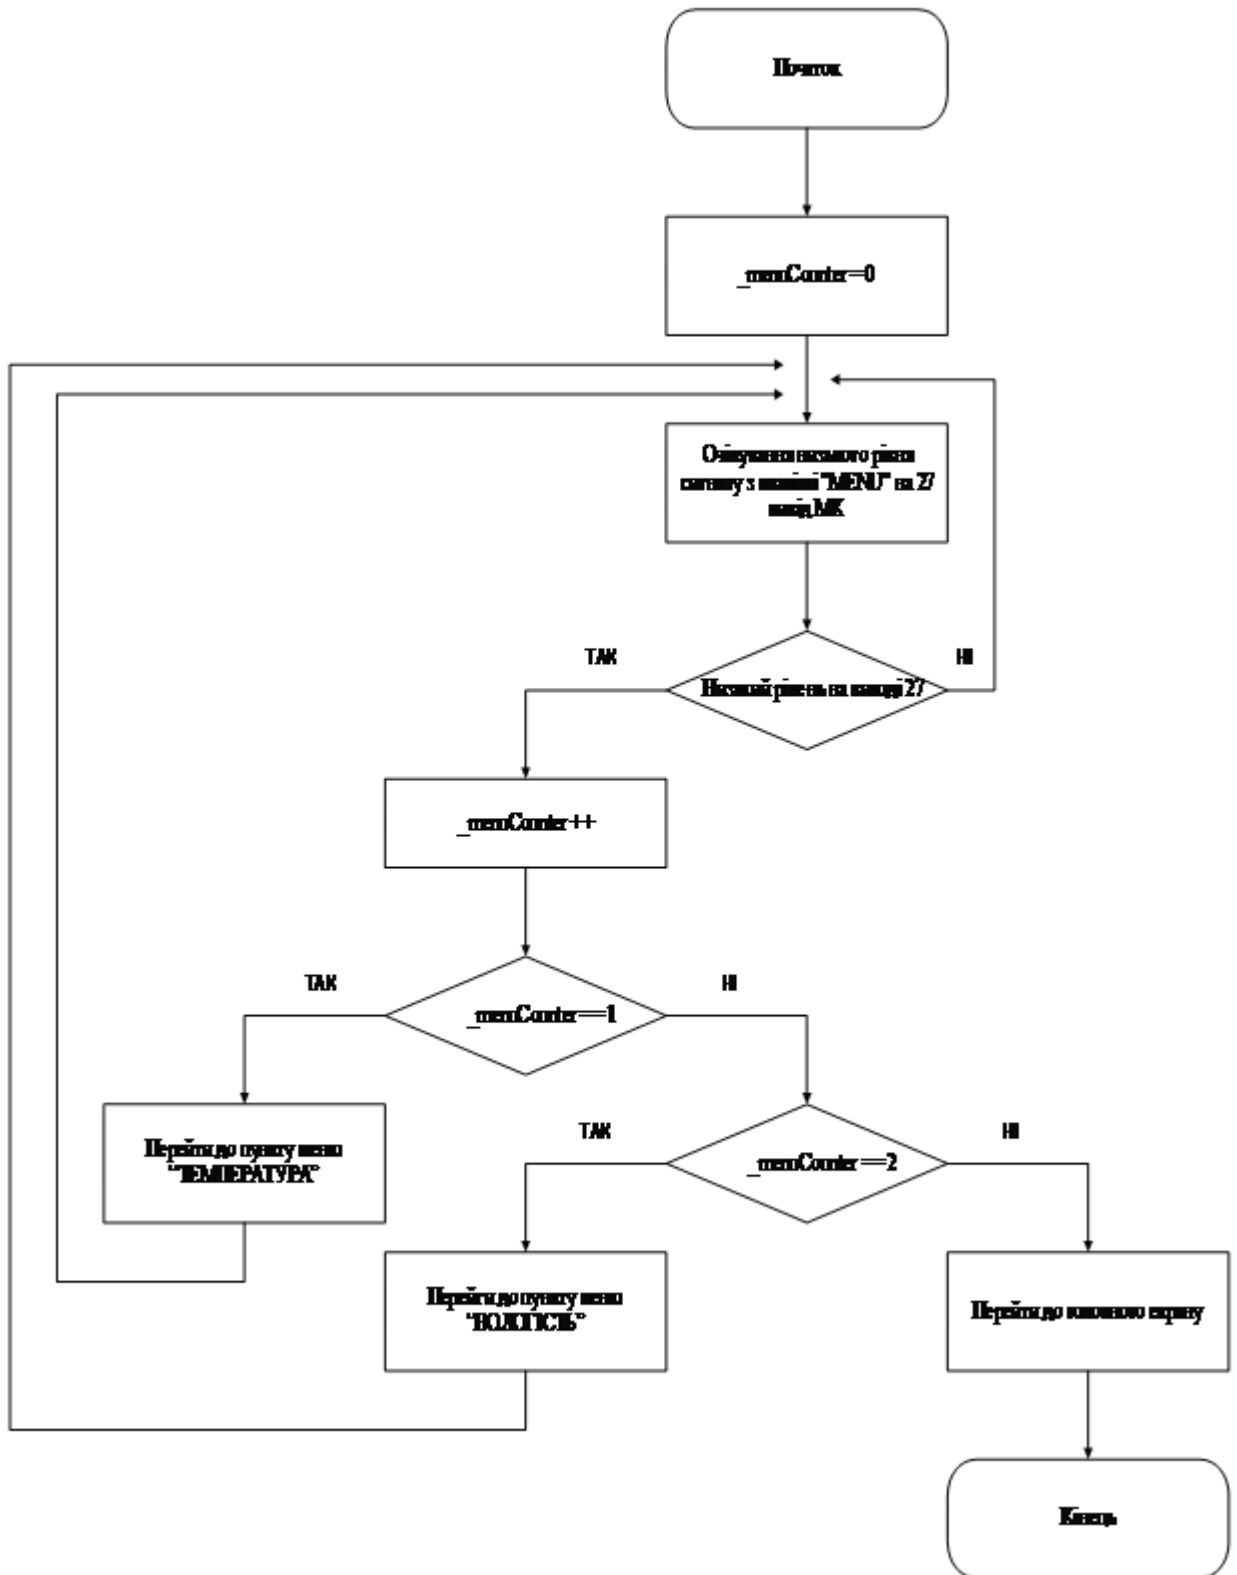 Початок
_menuCounter=0
Очікування низького рівня
сигналу з кнопки "MENU" на 27
вивід МК
ТАК
НІ
Низький рівень на виводі 27
_menuCounter++
ТАК
НІ
_menuCounter==1
Перейти до пункту меню
"ТЕМПЕРАТУРА"
ТАК
НІ
_menuCounter==2
Перейти до пункту меню
"ВОЛОГІСТЬ"
Перейти до головного екрану
Кінець